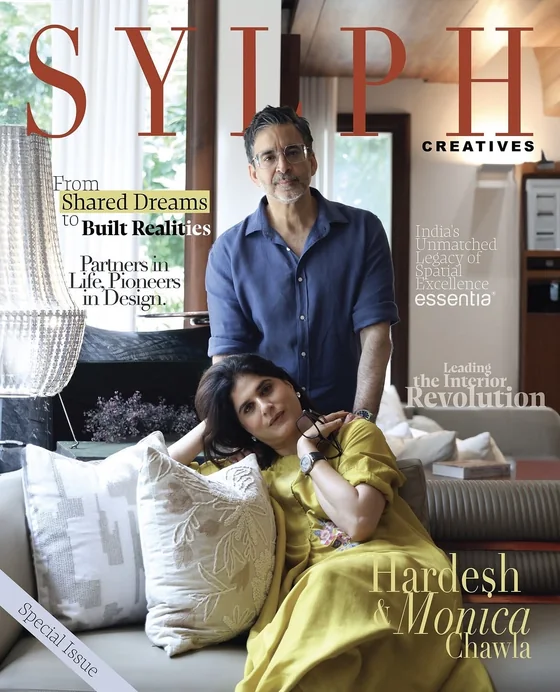 SYLPH
CREATIVES
From
Shared Dreams
to Built Realities
Partners in
Life, Pioneers
in Design.
India's
Unmatched
Legacy of
Spatial
Excellence
essentia®
Leading
the Interior
Revolution
Hardesh
& Monica
Chawla
Special Issue